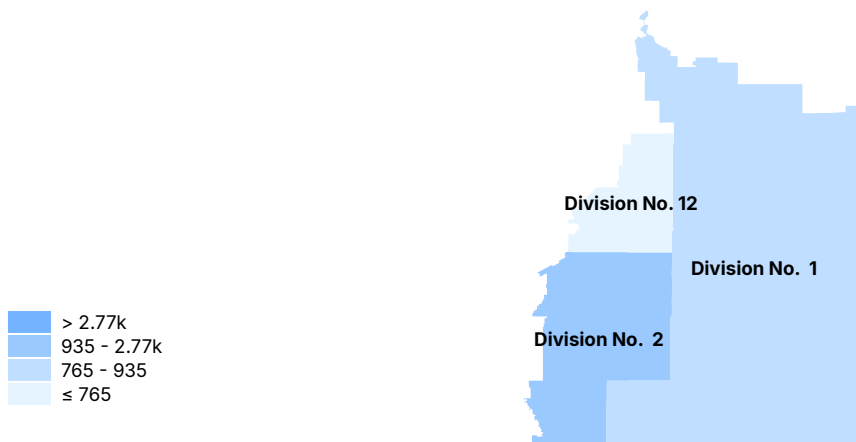 Division No. 12
Division No. 1
Division No. 2
> 2.77k
935 - 2.77k
765 - 935
≤ 765